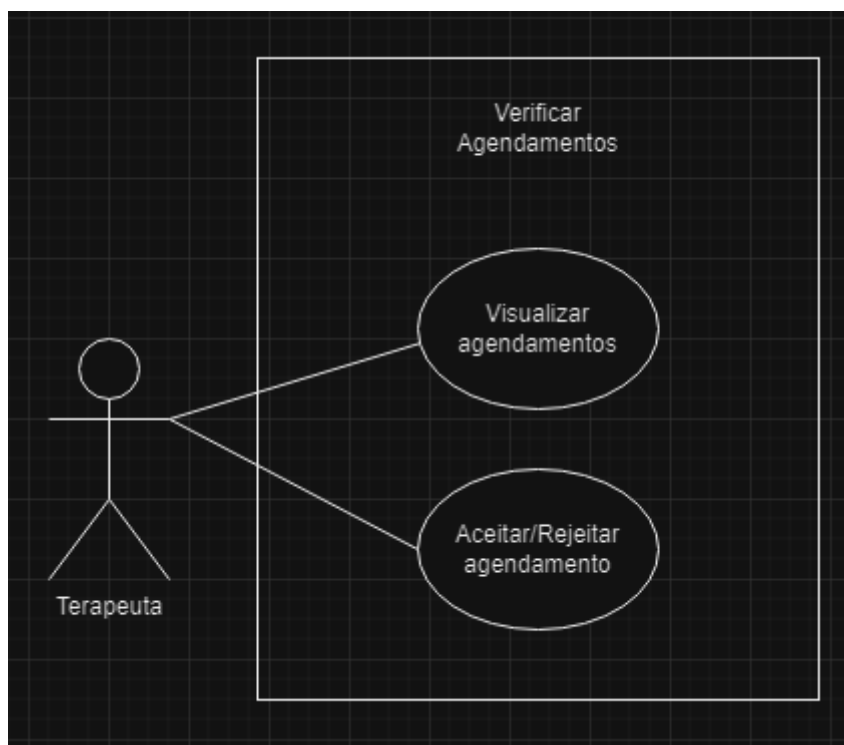 Verificar
Agendamentos
Visualizar
agendamentos
Aceitar/Rejeitar
agendamento
Terapeuta